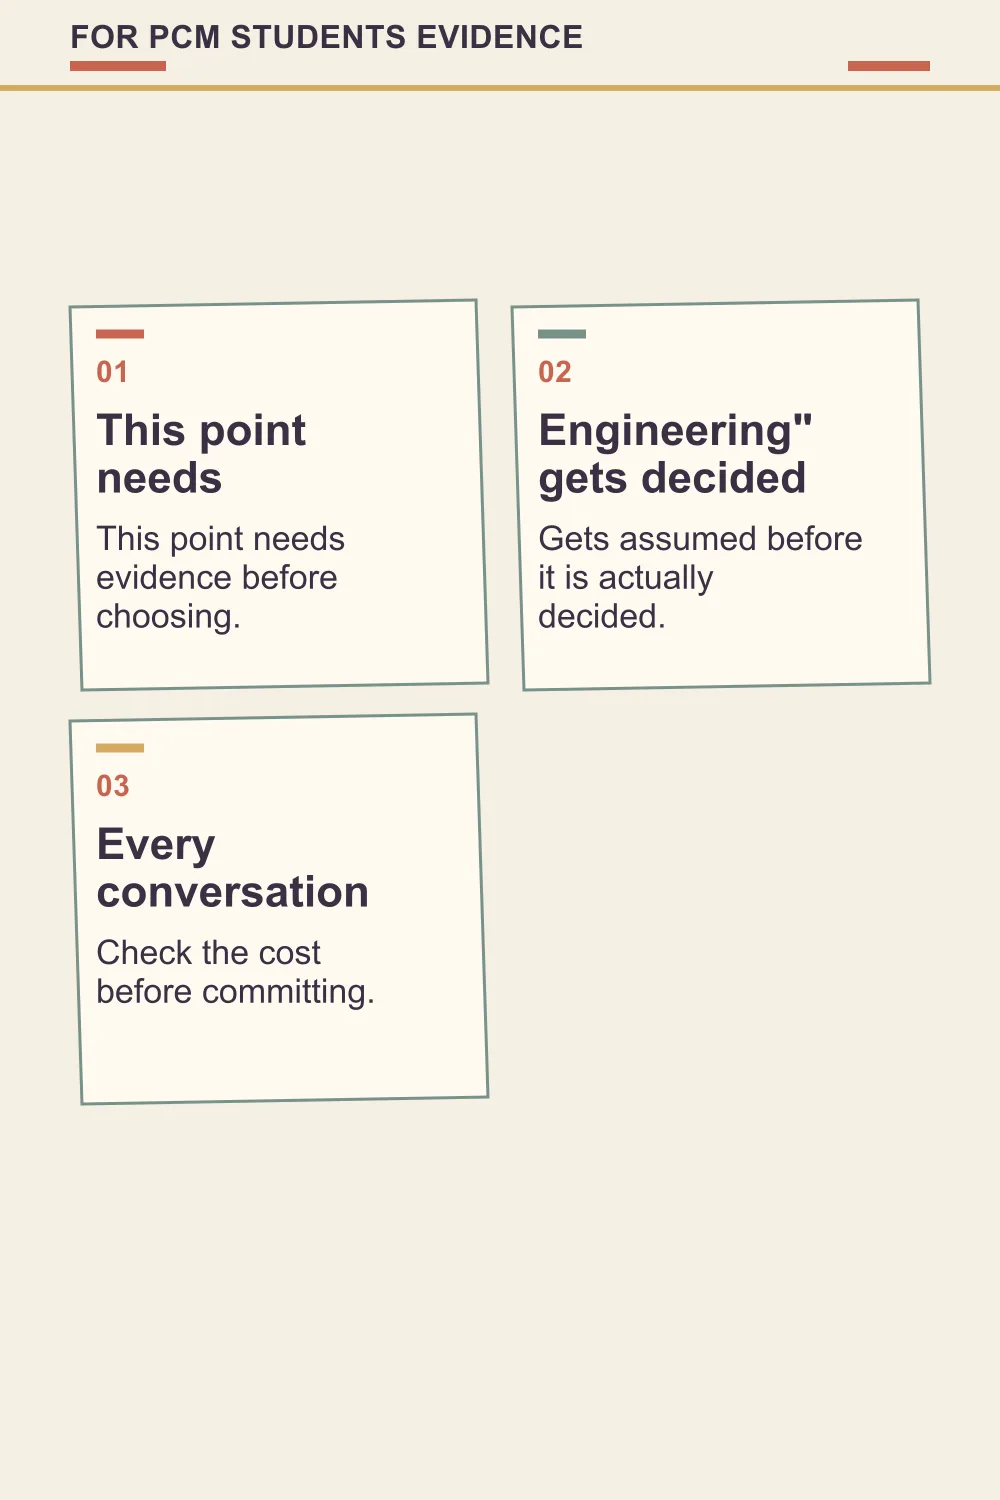 FOR PCM STUDENTS EVIDENCE
01
This point
needs
This point needs
evidence before
choosing.
02
Engineering"
gets decided
Gets assumed before
it is actually
decided.
03
Every
conversation
Check the cost
before committing.